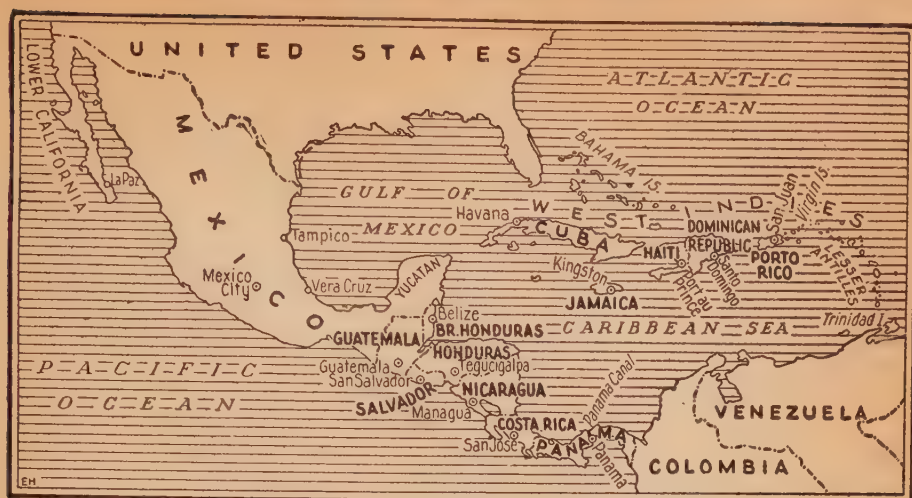 UNITED STATES
ATLANTIC
OCEAN
LOWER
CALIFORNIA
MEXICO
La Paz
GULF OF
MEXICO
BAHAMA IS.
WEST INDIES
Havana
CUBA
Tampico
DOMINICAN
REPUBLIC
San Juan
Virgin Is.
HAITI
PORTO
RICO
LESSER
ANTILLES
Mexico
City
Vera Cruz
YUCATAN
Kingston
JAMAICA
Port au
Prince
Santo
Domingo
Trinidad I.
Belize
BR. HONDURAS
CARIBBEAN SEA
GUATEMALA
HONDURAS
Guatemala
Tegucigalpa
San Salvador
PACIFIC
OCEAN
SALVADOR
NICARAGUA
Managua
Panama Canal
COSTA RICA
San José
PANAMA
Panama
VENEZUELA
COLOMBIA
EH